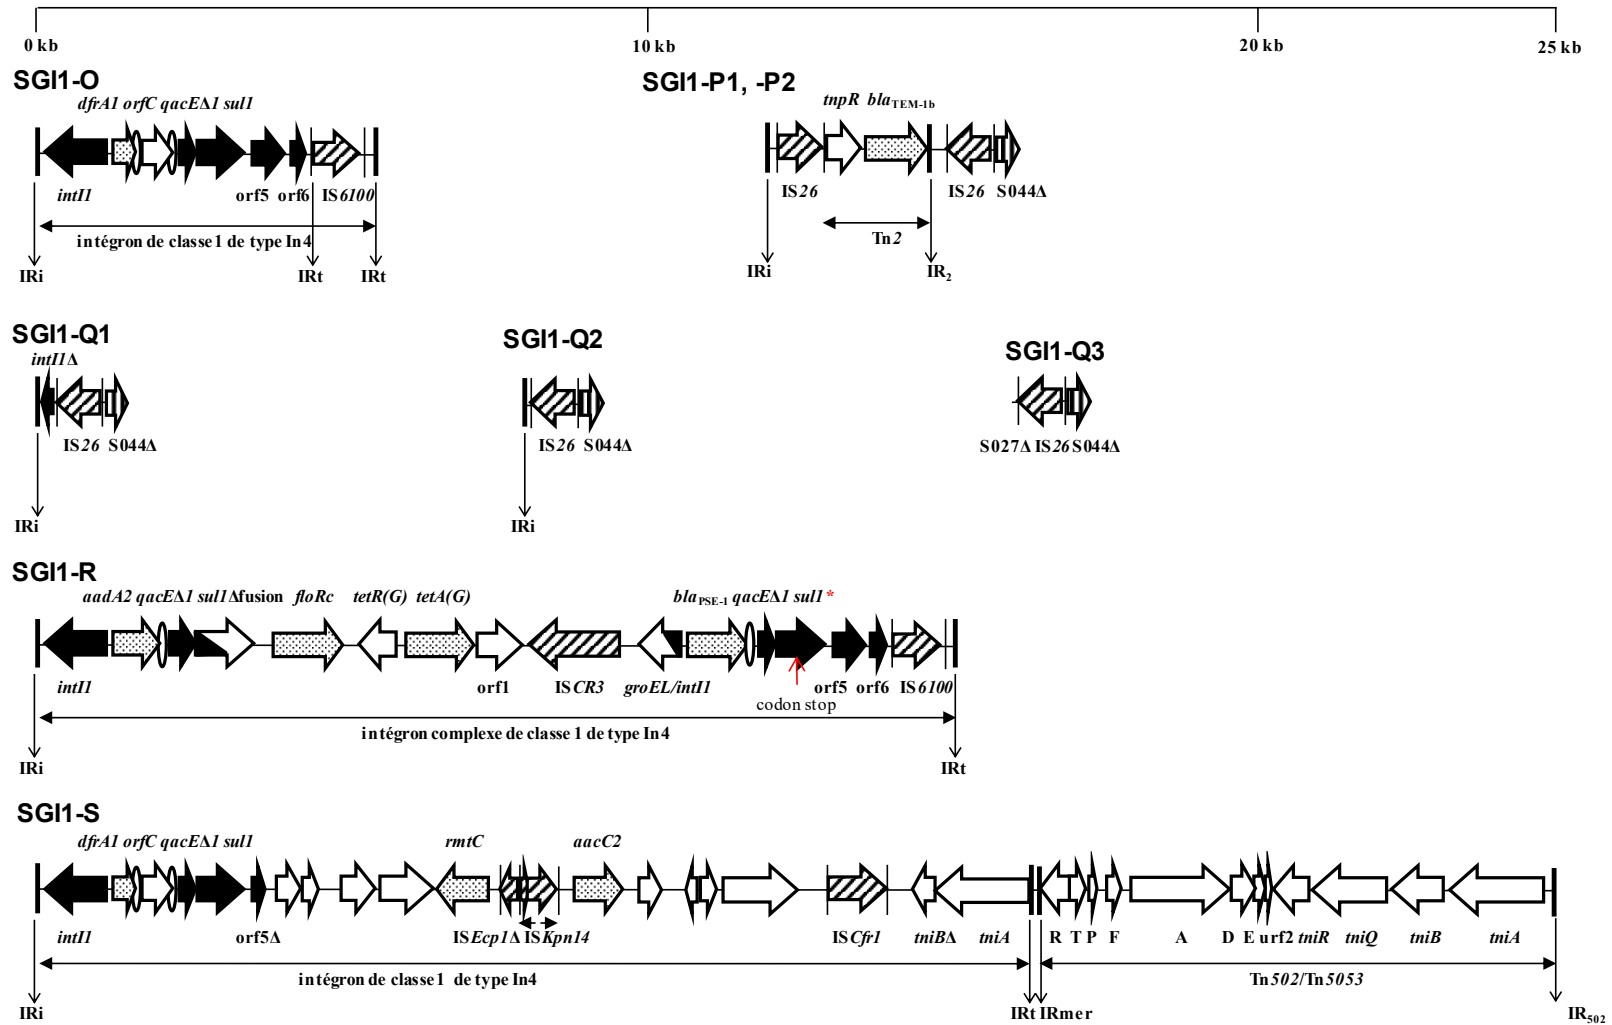 0 kb 10 kb 20 kb 25 kb
SGI1-O
dfrA1 orfC qacEΔ1 sul1
intI1 orf5 orf6 IS6100
intégron de classe 1 de type In4
IRi IRt IRt
SGI1-P1, -P2
tnpR blaTEM-1b
IS26 IS26 S044Δ
Tn2
IRi IR2
SGI1-Q1
intI1Δ
IS26 S044Δ
IRi
SGI1-Q2
IS26 S044Δ
IRi
SGI1-Q3
S027Δ IS26 S044Δ
SGI1-R
aadA2 qacEΔ1 sul1Δfusion floRc tetR(G) tetA(G) blaPSE-1 qacEΔ1 sul1*
intI1 orf1 ISCR3 groEL/intI1 orf5 orf6 IS6100
codon stop
intégron complexe de classe 1 de type In4
IRi IRt
SGI1-S
dfrA1 orfC qacEΔ1 sul1 rmtC aacC2
intI1 orf5Δ ISEcp1Δ ISKpn14 ISCfr1 tniBΔ tniA R T P F A D E urf2 tniR tniQ tniB tniA
intégron de classe 1 de type In4 Tn502/Tn5053
IRi IRt IRmer IR502